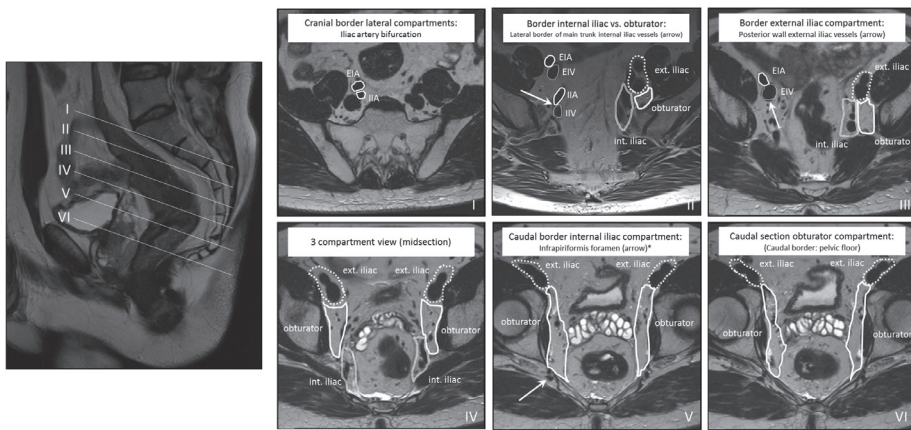 I
II
III
IV
V
VI
Cranial border lateral compartments:
Iliac artery bifurcation
EIA
IIA
I
Border internal iliac vs. obturator:
Lateral border of main trunk internal iliac vessels (arrow)
EIA
EIV
IIA
IIV
ext. iliac
obturator
int. iliac
II
Border external iliac compartment:
Posterior wall external iliac vessels (arrow)
EIA
EIV
ext. iliac
int. iliac
obturator
III
3 compartment view (midsection)
ext. iliac
ext. iliac
obturator
obturator
int. iliac
int. iliac
IV
Caudal border internal iliac compartment:
Infrapiriformis foramen (arrow)*
ext. iliac
ext. iliac
obturator
obturator
V
Caudal section obturator compartment:
(Caudal border: pelvic floor)
ext. iliac
ext. iliac
obturator
obturator
VI